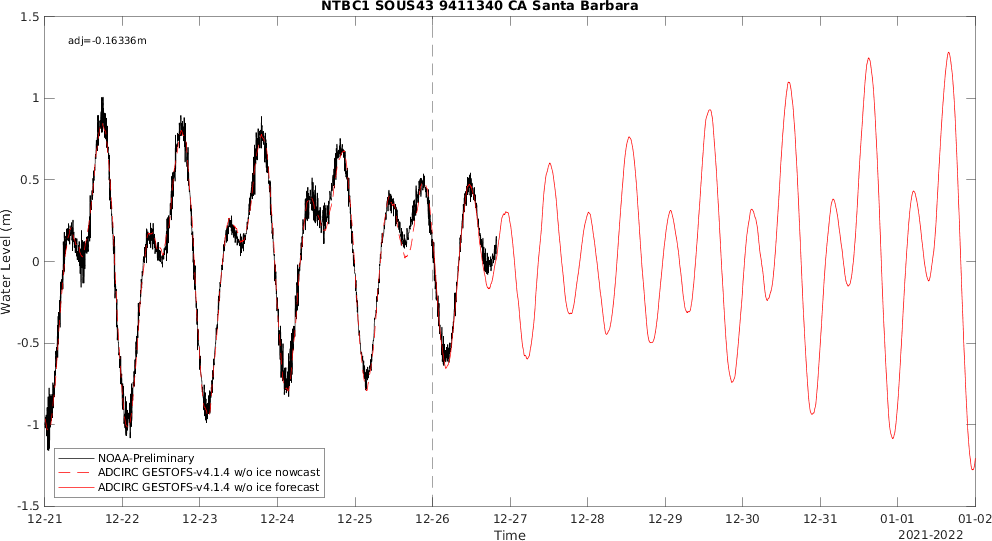 NTBC1 SOUS43 9411340 CA Santa Barbara
adj=-0.16336m
1.5
1
0.5
0
-0.5
-1
-1.5
Water Level (m)
NOAA-Preliminary
ADCIRC GESTOFS-v4.1.4 w/o ice nowcast
ADCIRC GESTOFS-v4.1.4 w/o ice forecast
12-21 12-22 12-23 12-24 12-25 12-26 12-27 12-28 12-29 12-30 12-31 01-01 01-02
Time
2021-2022